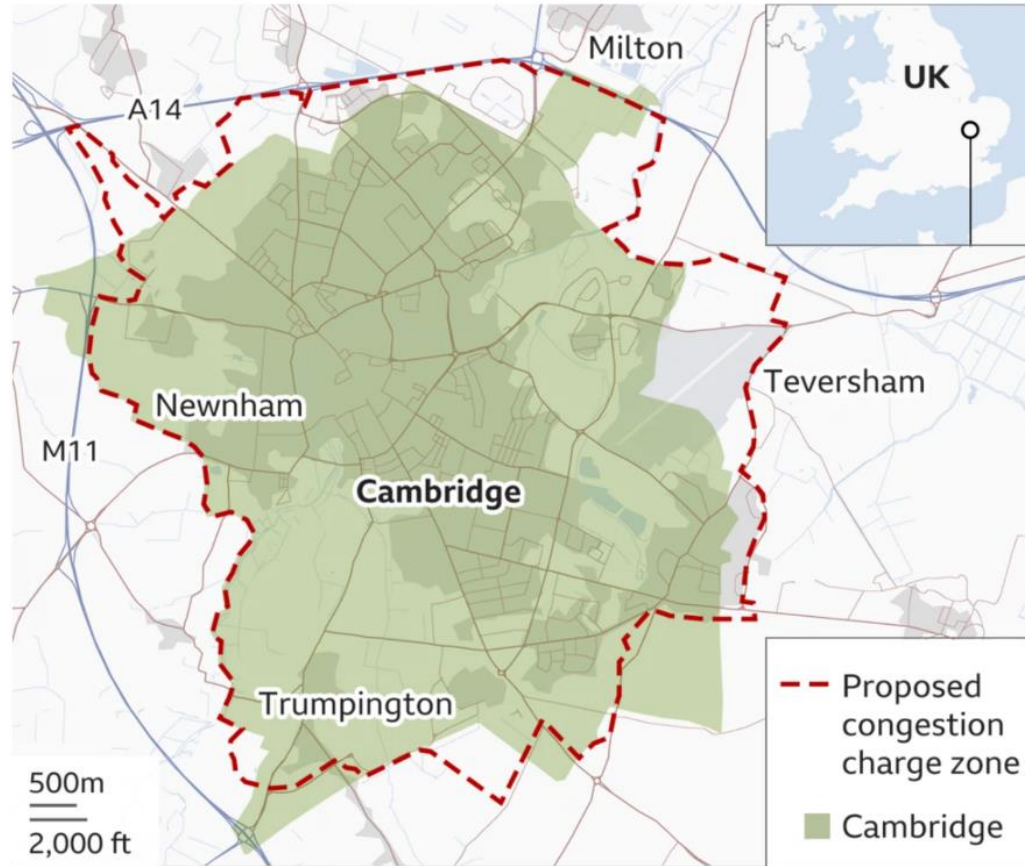 Milton
UK
A14
Teversham
Newnham
M11
Cambridge
Trumpington
500m
2,000 ft
Proposed
congestion
charge zone
Cambridge